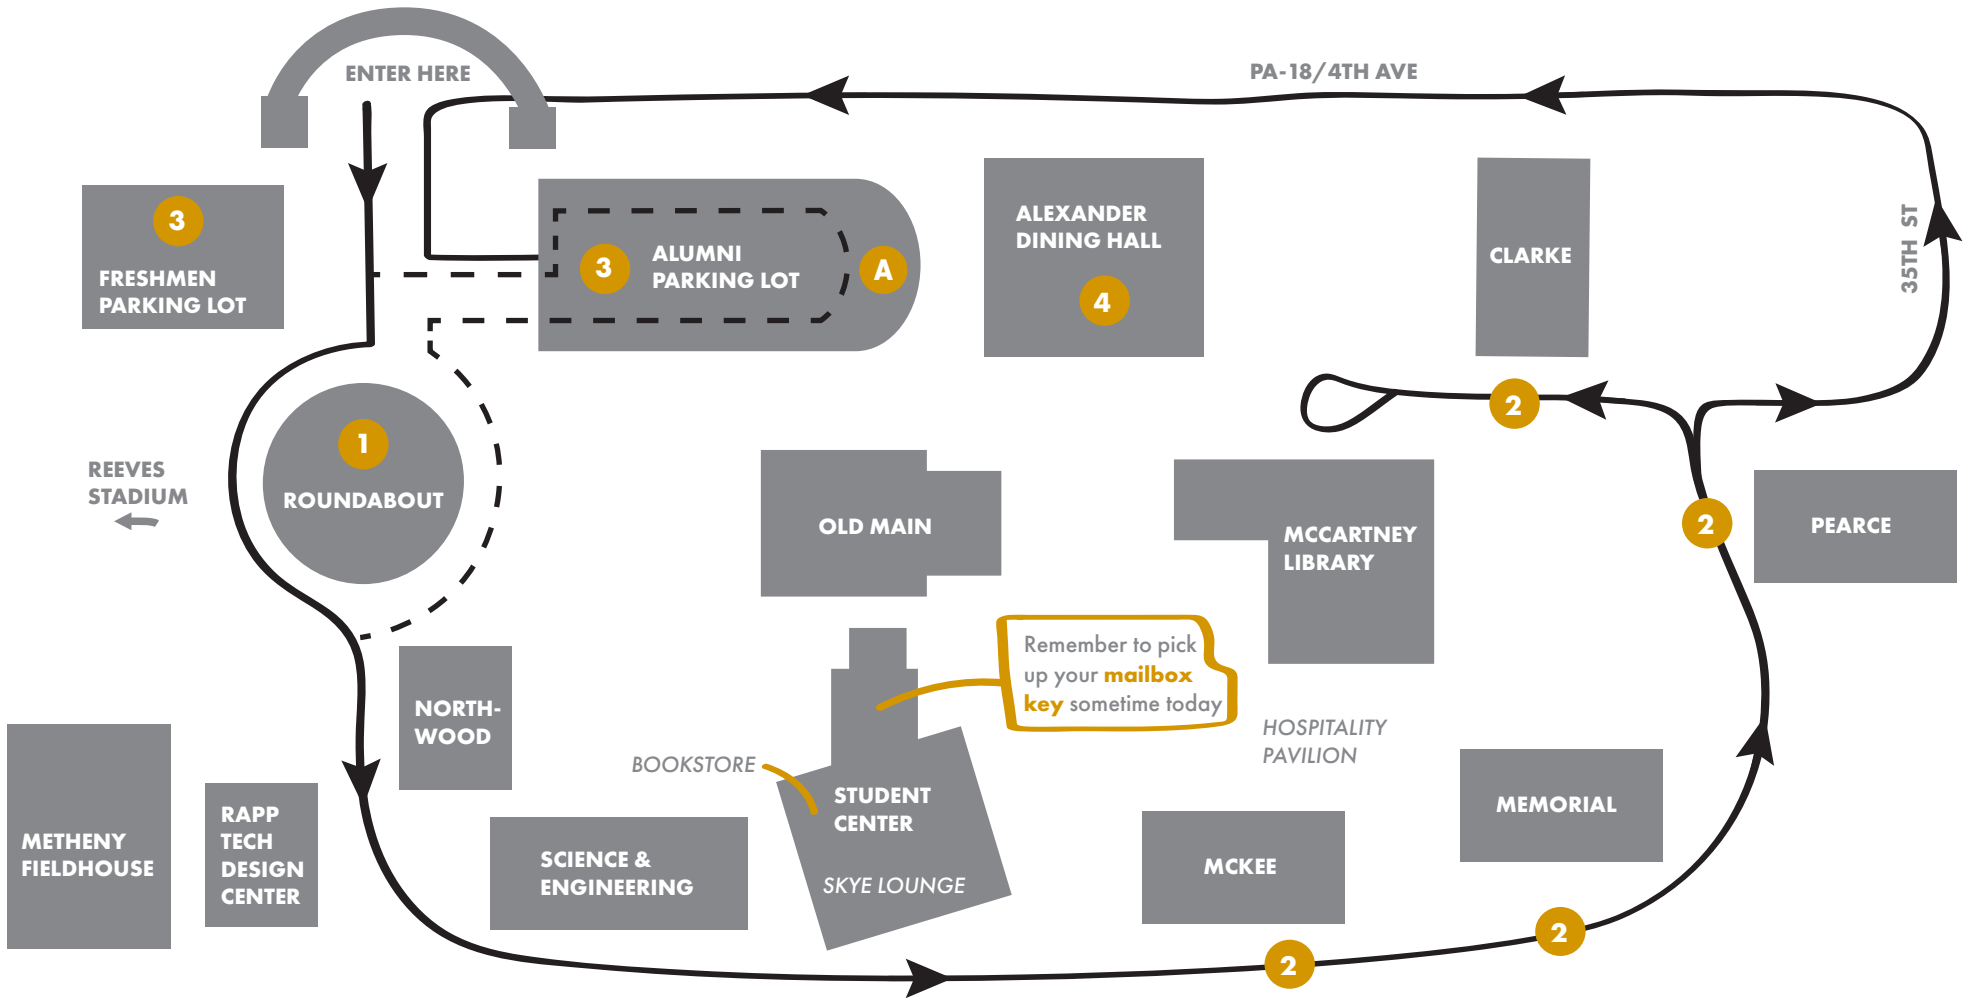 ENTER HERE
PA-18/4TH AVE
3
FRESHMEN
PARKING LOT
3
ALUMNI
PARKING LOT
A
ALEXANDER
DINING HALL
4
CLARKE
35TH ST
2
1
ROUNDABOUT
REEVES
STADIUM
OLD MAIN
MCCARTNEY
LIBRARY
2
PEARCE
Remember to pick
up your mailbox
key sometime today
NORTH-
WOOD
HOSPITALITY
PAVILION
BOOKSTORE
STUDENT
CENTER
SKYE LOUNGE
MEMORIAL
METHENY
FIELDHOUSE
RAPP
TECH
DESIGN
CENTER
SCIENCE &
ENGINEERING
MCKEE
2
2